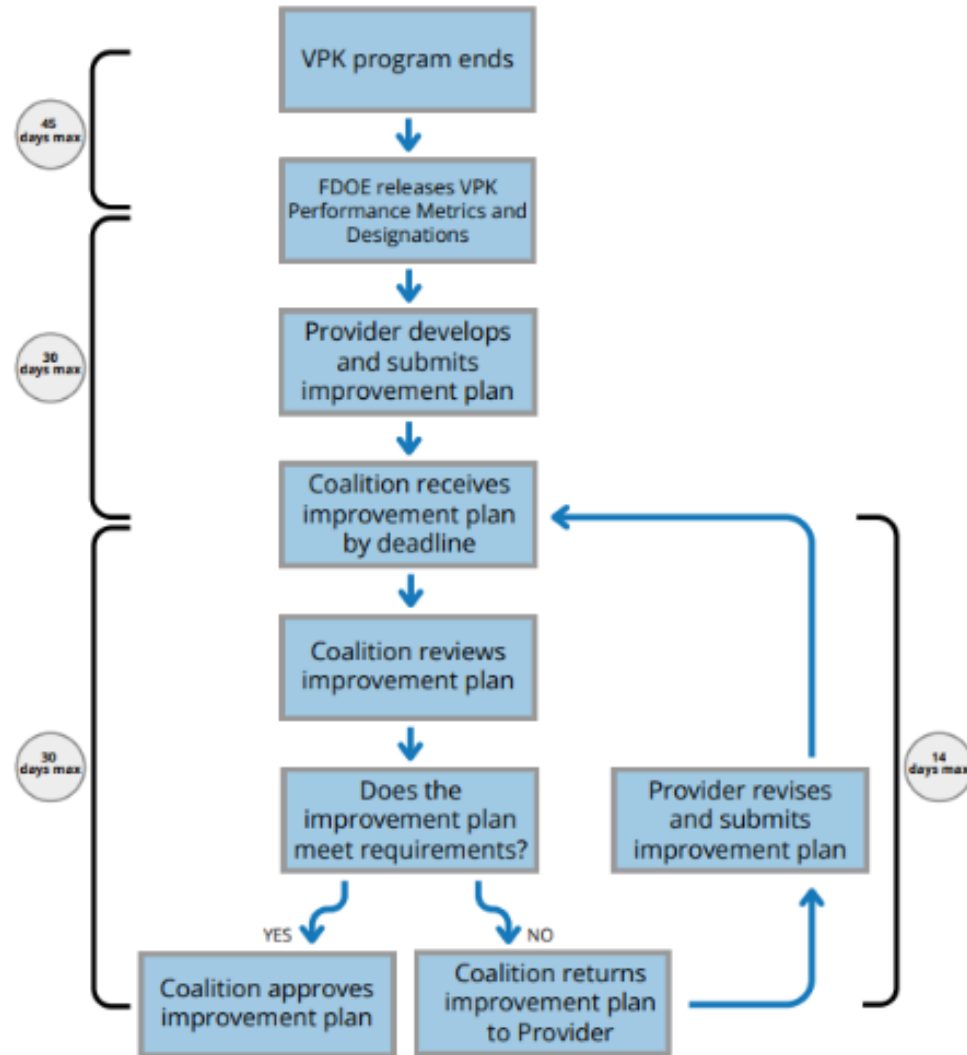 VPK program ends
45
days max
FDOE releases VPK
Performance Metrics and
Designations
30
days max
Provider develops
and submits
improvement plan
Coalition receives
improvement plan
by deadline
Coalition reviews
improvement plan
30
days max
14
days max
Does the
improvement plan
meet requirements?
Provider revises
and submits
improvement plan
YES
NO
Coalition approves
improvement plan
Coalition returns
improvement plan
to Provider